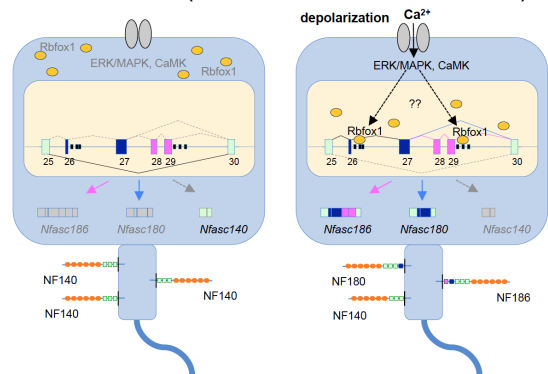 depolarization Ca²⁺
Rbfox1
ERK/MAPK, CaMK
Rbfox1
25 26 27 28 29 30
Nfasc186 Nfasc180 Nfasc140
NF140
NF140
NF140
ERK/MAPK, CaMK
??
Rbfox1
Rbfox1
25 26 27 28 29 30
Nfasc186 Nfasc180 Nfasc140
NF180
NF186
NF140